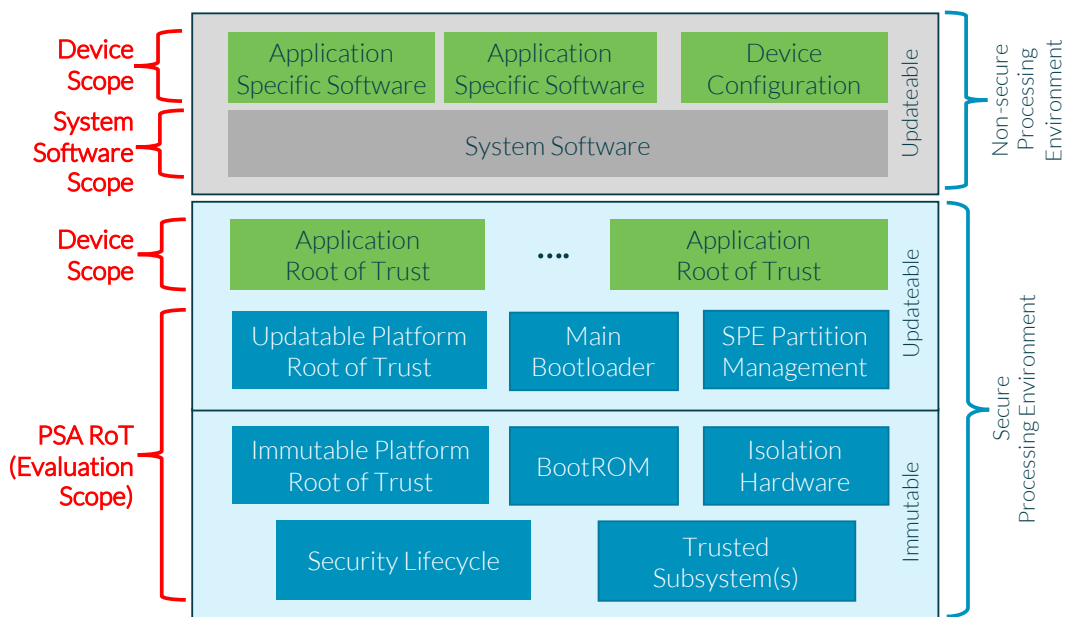 Device
Scope
Application
Specific Software
Application
Specific Software
Device
Configuration
System
Software
Scope
System Software
Updateable
Non-secure
Processing
Environment
Device
Scope
Application
Root of Trust
....
Application
Root of Trust
Updatable Platform
Root of Trust
Main
Bootloader
SPE Partition
Management
Updateable
PSA RoT
(Evaluation
Scope)
Immutable Platform
Root of Trust
BootROM
Isolation
Hardware
Security Lifecycle
Trusted
Subsystem(s)
Immutable
Secure
Processing Environment